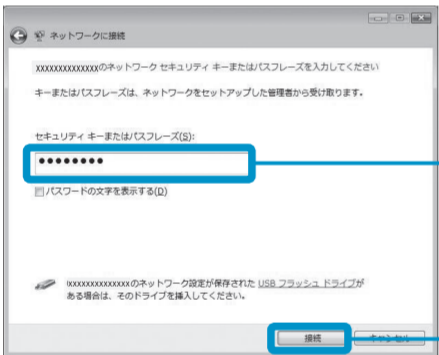 ネットワークに接続
xxxxxxxxxxxxxのネットワーク セキュリティ キーまたはパスフレーズを入力してください
キーまたはパスフレーズは、ネットワークをセットアップした管理者から受け取ります。
セキュリティ キーまたはパスフレーズ(S):
●●●●●●●●
パスワードの文字を表示する(D)
xxxxxxxxxxxxxのネットワーク設定が保存された USB フラッシュ ドライブが
ある場合は、そのドライブを挿入してください。
接続
キャンセル